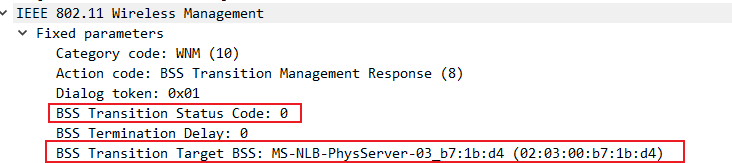 IEEE 802.11 Wireless Management
Fixed parameters
Category code: WNM (10)
Action code: BSS Transition Management Response (8)
Dialog token: 0x01
BSS Transition Status Code: 0
BSS Termination Delay: 0
BSS Transition Target BSS: MS-NLB-PhysServer-03_b7:1b:d4 (02:03:00:b7:1b:d4)